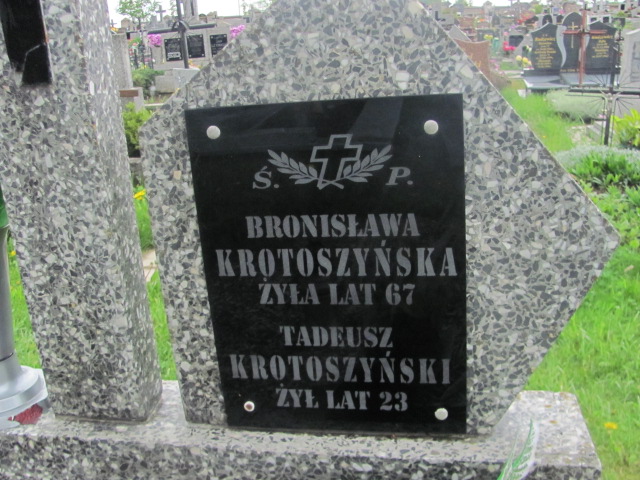 Ś. P.
BRONISŁAWA
KROTOSZYŃSKA
ŻYŁA LAT 67
TADEUSZ
KROTOSZYŃSKI
ŻYŁ LAT 23